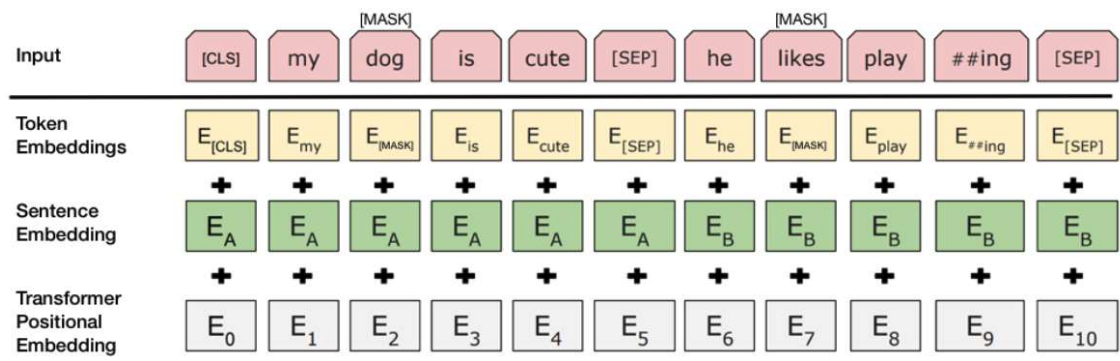 [MASK] [MASK]
Input [CLS] my dog is cute [SEP] he likes play ##ing [SEP]
Token
Embeddings
E[CLS] Emy E[MASK] Eis Ecute E[SEP] Ehe E[MASK] Eplay E##ing E[SEP]
+ + + + + + + + + + +
Sentence
Embedding
EA EA EA EA EA EA EB EB EB EB EB
+ + + + + + + + + + +
Transformer
Positional
Embedding
E0 E1 E2 E3 E4 E5 E6 E7 E8 E9 E10